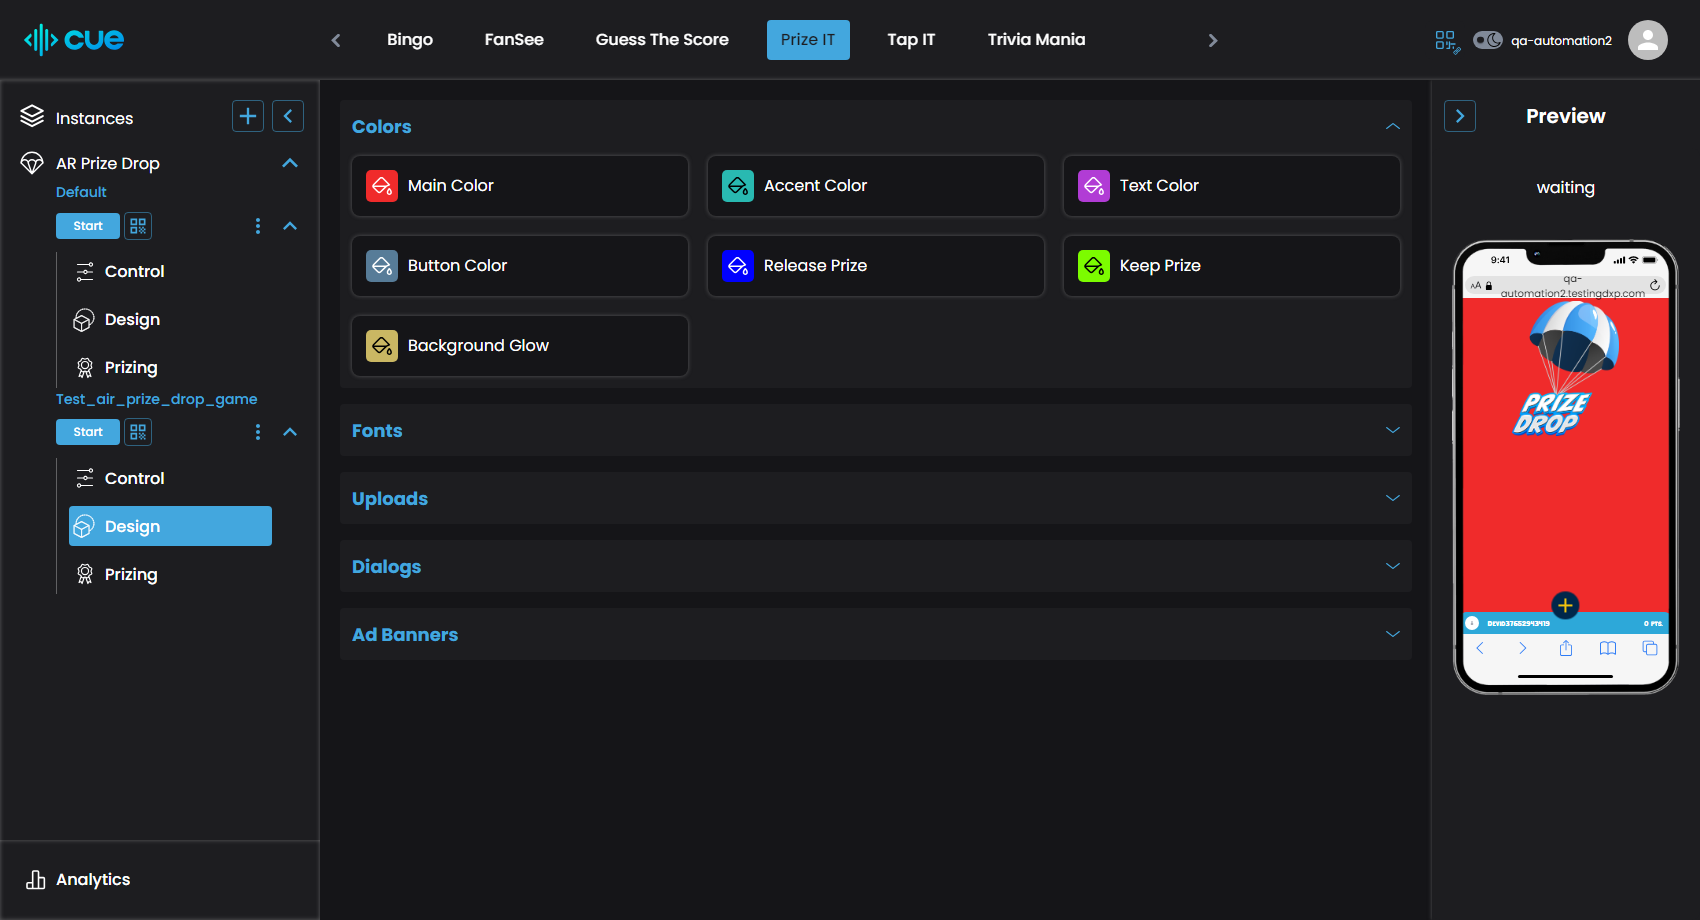 cue
Bingo
FanSee
Guess The Score
Prize IT
Tap IT
Trivia Mania
qa-automation2
Instances
AR Prize Drop
Default
Start
Control
Design
Prizing
Test_air_prize_drop_game
Start
Control
Design
Prizing
Analytics
Colors
Main Color
Accent Color
Text Color
Button Color
Release Prize
Keep Prize
Background Glow
Fonts
Uploads
Dialogs
Ad Banners
Preview
waiting
9:41
AA
qa-
automation2.testingdxp.com
PRIZE
DROP
0 PTS.